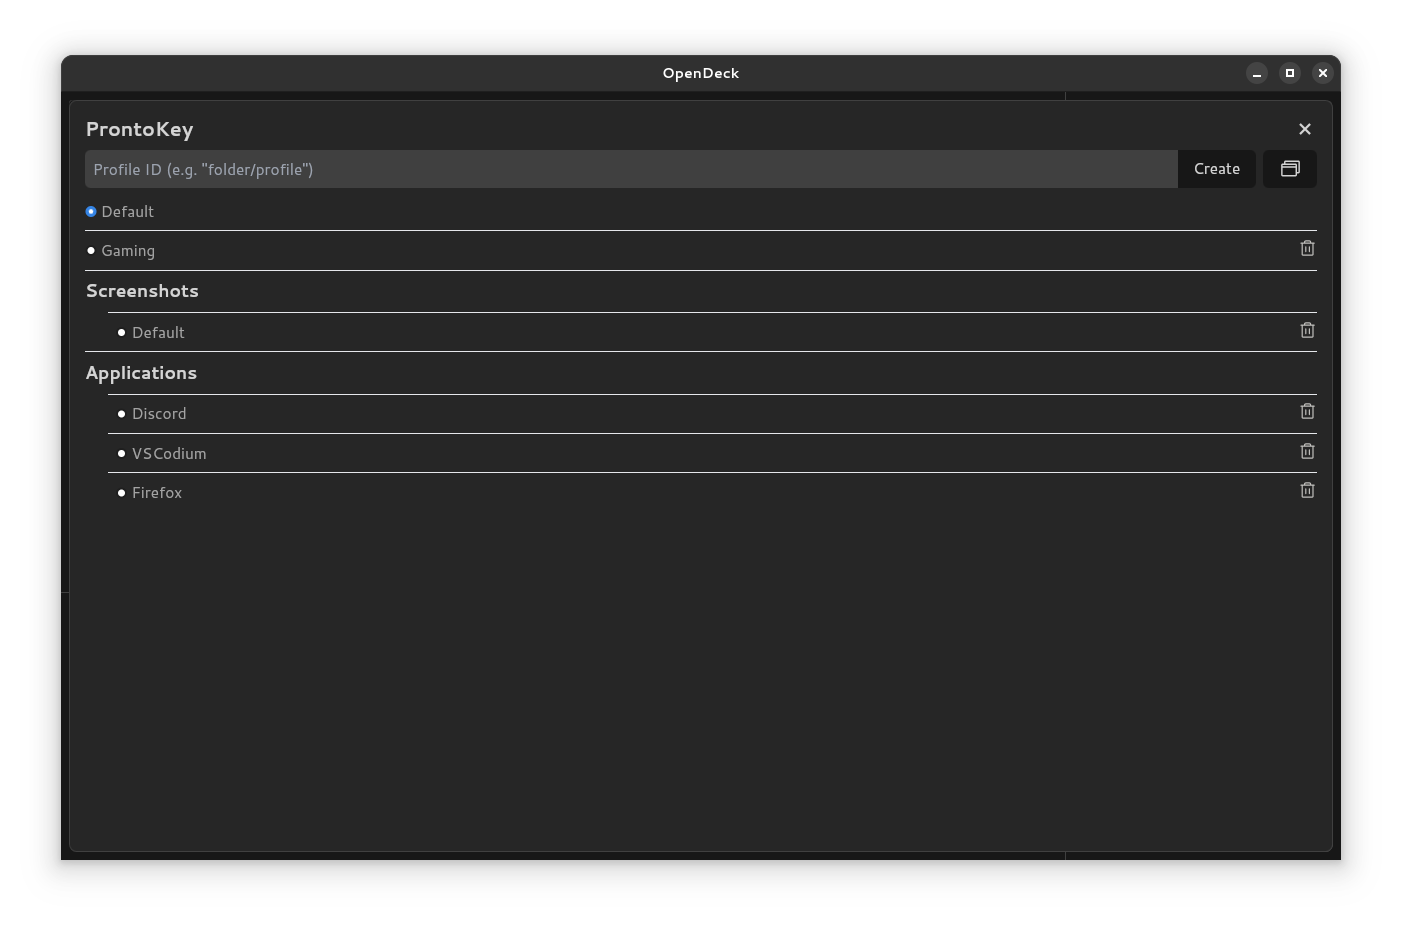 OpenDeck
ProntoKey
Profile ID (e.g. "folder/profile")
Create
Default
Gaming
Screenshots
Default
Applications
Discord
VSCodium
Firefox